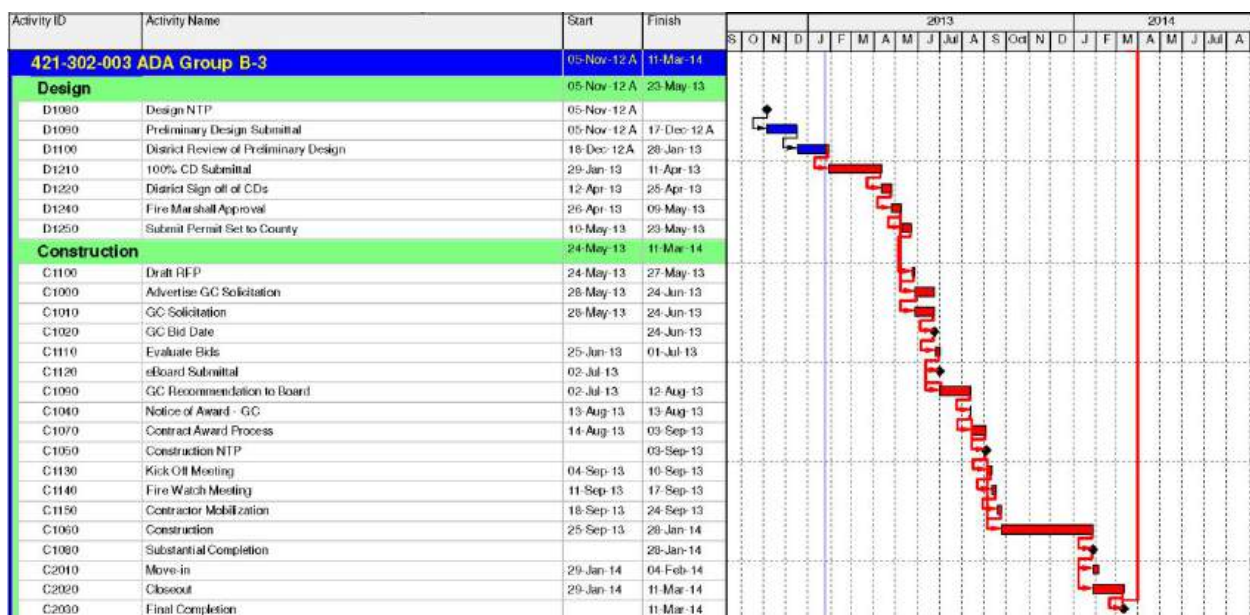 Activity ID Activity Name Start Finish 2013 2014
S O N D J F M A M J Jul A S Oct N D J F M A M J Jul A
421-302-003 ADA Group B-3 05-Nov-12 A 11-Mar-14
Design 05-Nov-12 A 23-May-13
D1080 Design NTP 05-Nov-12 A
D1090 Preliminary Design Submittal 05-Nov-12 A 17-Dec-12 A
D1100 District Review of Preliminary Design 18-Dec-12 A 28-Jan-13
D1210 100% CD Submittal 29-Jan-13 11-Apr-13
D1220 District Sign off of CDs 12-Apr-13 25-Apr-13
D1240 Fire Marshall Approval 26-Apr-13 09-May-13
D1250 Submit Permit Set to County 10-May-13 23-May-13
Construction 24-May-13 11-Mar-14
C1100 Draft RFP 24-May-13 27-May-13
C1000 Advertise GC Solicitation 28-May-13 24-Jun-13
C1010 GC Solicitation 28-May-13 24-Jun-13
C1020 GC Bid Date 24-Jun-13
C1110 Evaluate Bids 25-Jun-13 01-Jul-13
C1120 eBoard Submittal 02-Jul-13
C1090 GC Recommendation to Board 02-Jul-13 12-Aug-13
C1040 Notice of Award - GC 13-Aug-13 13-Aug-13
C1070 Contract Award Process 14-Aug-13 03-Sep-13
C1050 Construction NTP 03-Sep-13
C1130 Kick Off Meeting 04-Sep-13 10-Sep-13
C1140 Fire Watch Meeting 11-Sep-13 17-Sep-13
C1150 Contractor Mobilization 18-Sep-13 24-Sep-13
C1060 Construction 25-Sep-13 28-Jan-14
C1080 Substantial Completion 28-Jan-14
C2010 Move-in 29-Jan-14 04-Feb-14
C2020 Closeout 29-Jan-14 11-Mar-14
C2030 Final Completion 11-Mar-14